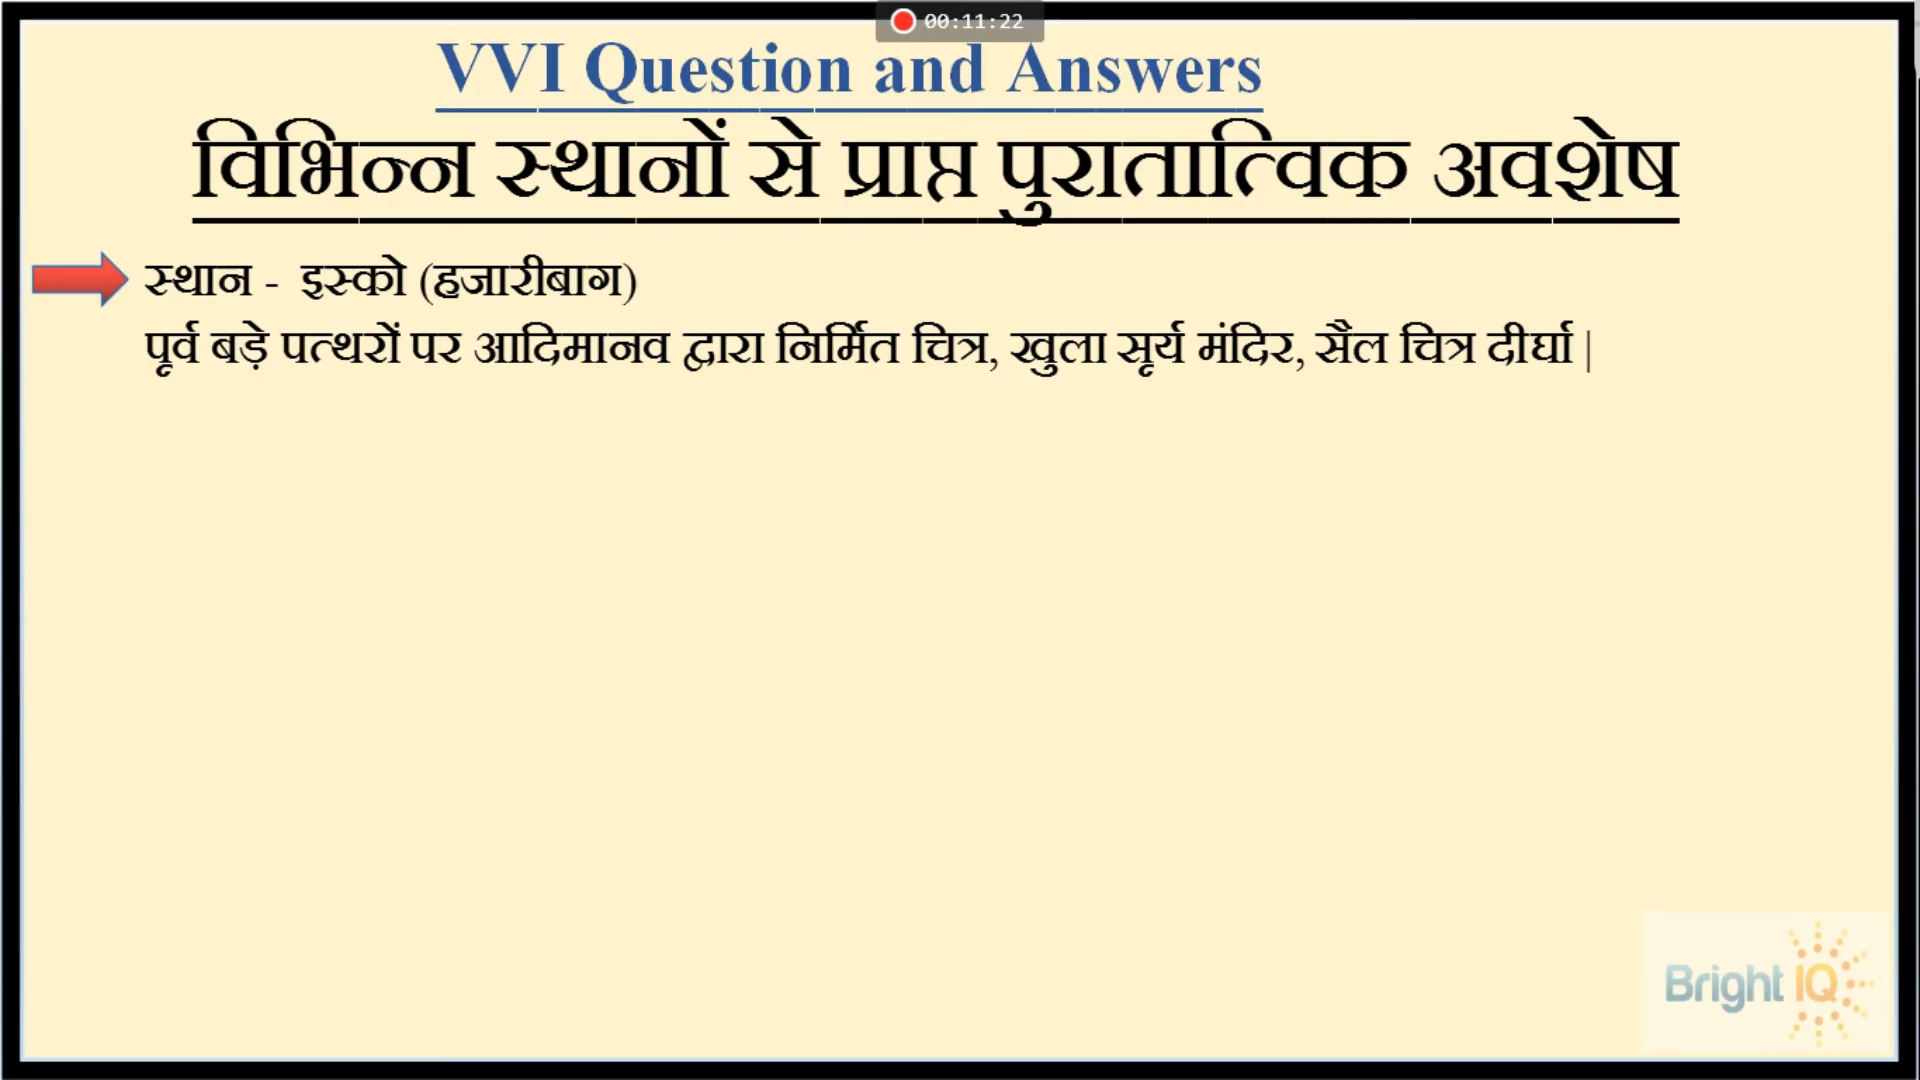 00:11:22
VVI Question and Answers
विभिन्न स्थानों से प्राप्त पुरातात्विक अवशेष
स्थान - इस्को (हजारीबाग)
पूर्व बड़े पत्थरों पर आदिमानव द्वारा निर्मित चित्र, खुला सूर्य मंदिर, सैल चित्र दीर्घा |
Bright IQ